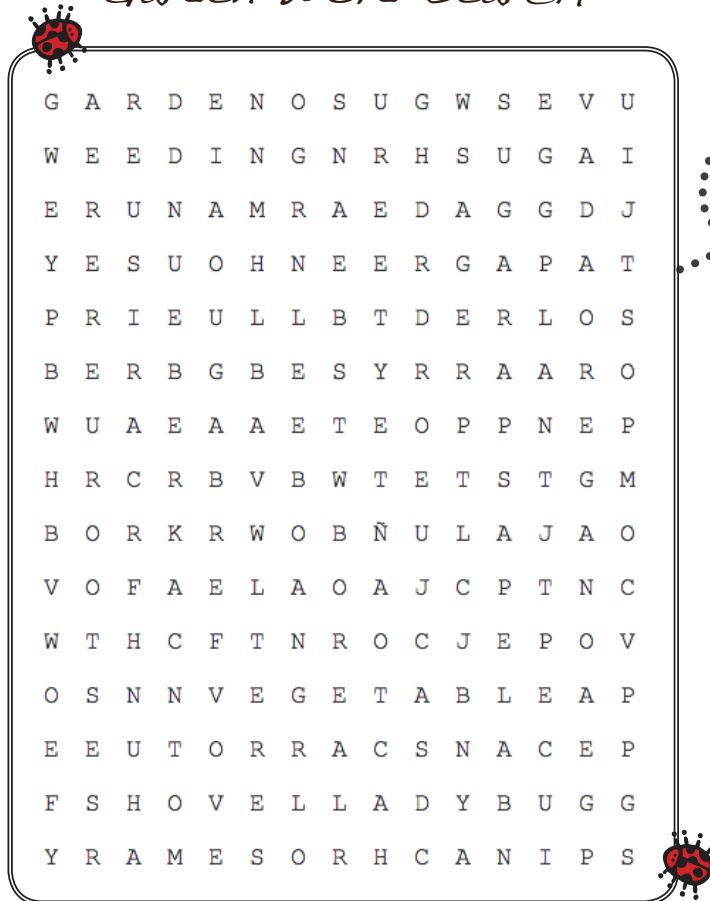 G A R D E N O S U G W S E V U
W E E D I N G N R H S U G A I
E R U N A M R A E D A G G D J
Y E S U O H N E E R G A P A T
P R I E U L L B T D E R L O S
B E R B G B E S Y R R A A R O
W U A E A A E T E O P P N E P
H R C R B V B W T E T S T G M
B O R K R W O B Ñ U L A J A O
V O F A E L A O A J C P T N C
W T H C F T N R O C J E P O V
O S N N V E G E T A B L E A P
E E U T O R R A C S N A C E P
F S H O V E L L A D Y B U G G
Y R A M E S O R H C A N I P S